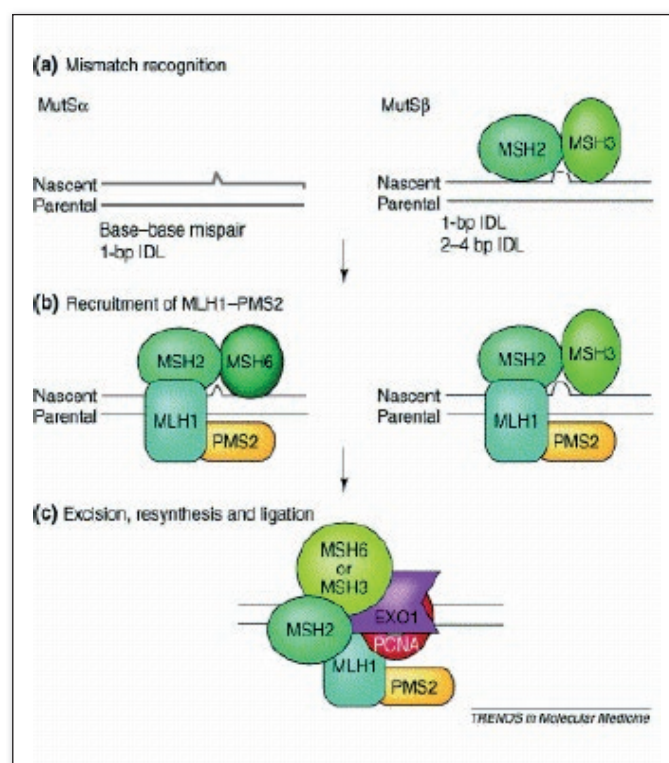 (a) Mismatch recognition
MutSα
MutSβ
MSH2
MSH3
Nascent
Parental
Base–base mispair
1-bp IDL
Nascent
Parental
1-bp IDL
2–4 bp IDL
(b) Recruitment of MLH1–PMS2
MSH2
MSH6
Nascent
Parental
MLH1
PMS2
MSH2
MSH3
Nascent
Parental
MLH1
PMS2
(c) Excision, resynthesis and ligation
MSH6
or
MSH3
EXO1
MSH2
PCNA
MLH1
PMS2
TRENDS in Molecular Medicine